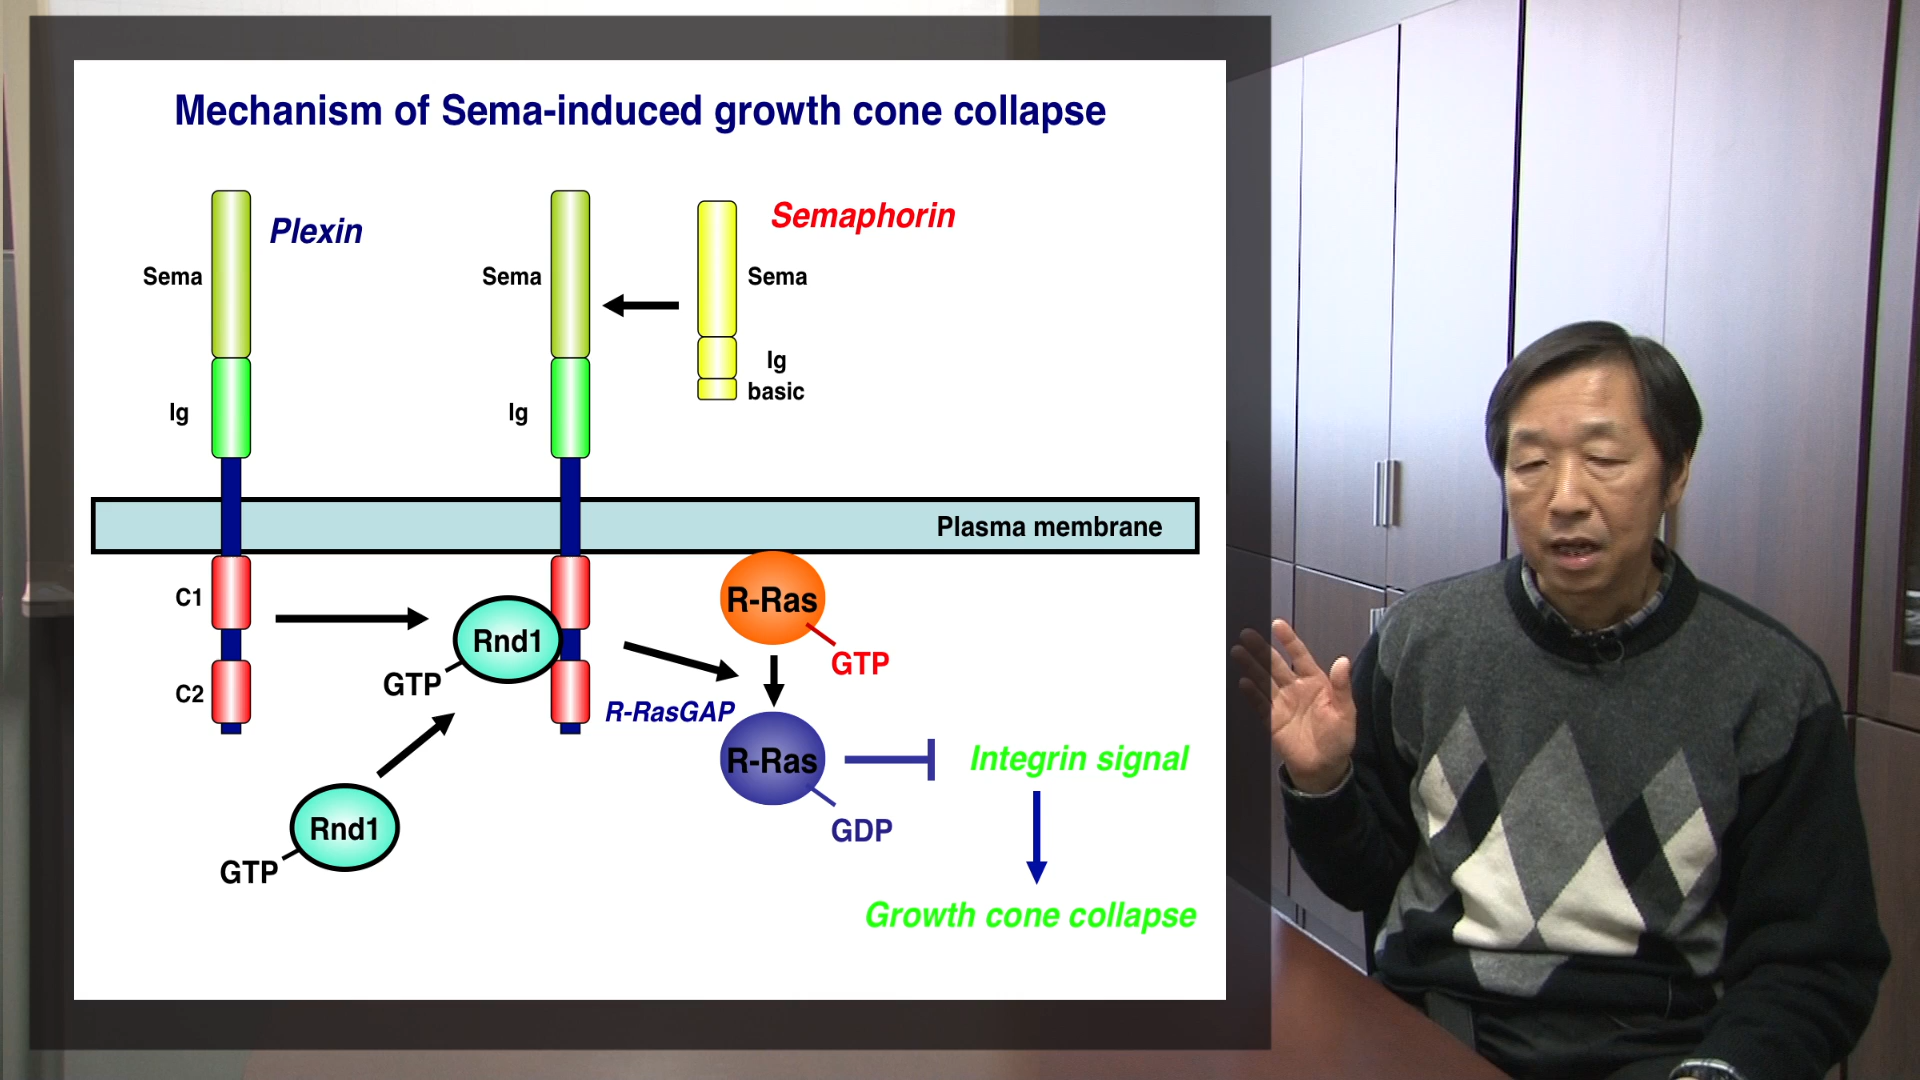 Mechanism of Sema-induced growth cone collapse
Plexin
Semaphorin
Sema
Sema
Sema
Ig
basic
Ig
Ig
Plasma membrane
C1
Rnd1
GTP
R-Ras
GTP
C2
R-RasGAP
R-Ras
GDP
Integrin signal
Rnd1
GTP
Growth cone collapse